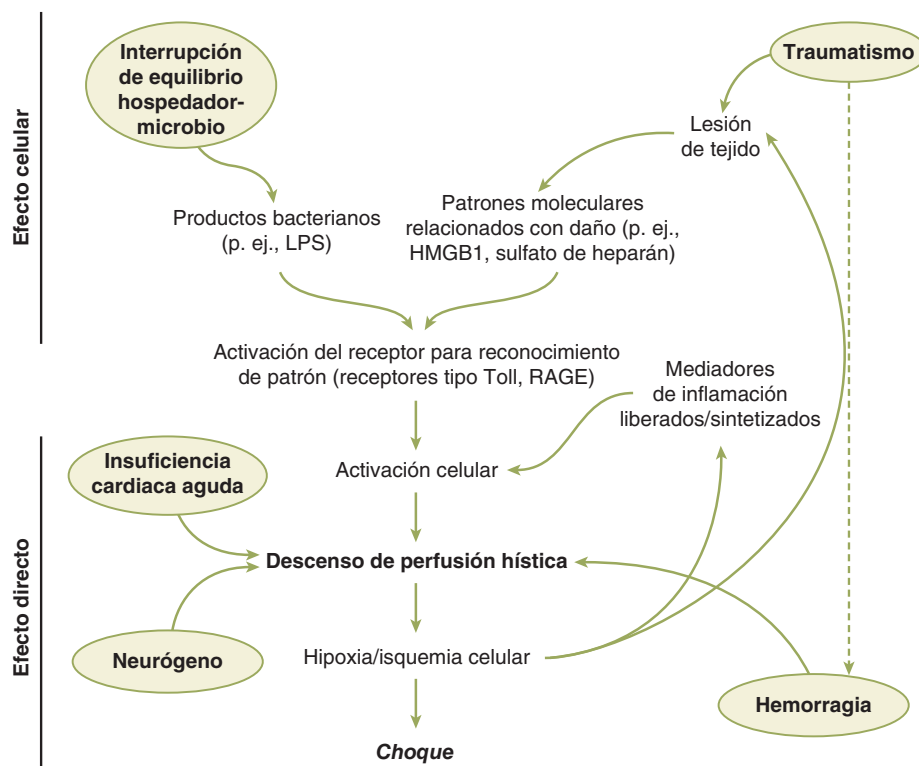 Efecto celular
Interrupción
de equilibrio
hospedador-
microbio
Traumatismo
Lesión
de tejido
Productos bacterianos
(p. ej., LPS)
Patrones moleculares
relacionados con daño (p. ej.,
HMGB1, sulfato de heparán)
Activación del receptor para reconocimiento
de patrón (receptores tipo Toll, RAGE)
Mediadores
de inflamación
liberados/sintetizados
Efecto directo
Insuficiencia
cardiaca aguda
Activación celular
Descenso de perfusión hística
Neurógeno
Hipoxia/isquemia celular
Hemorragia
Choque